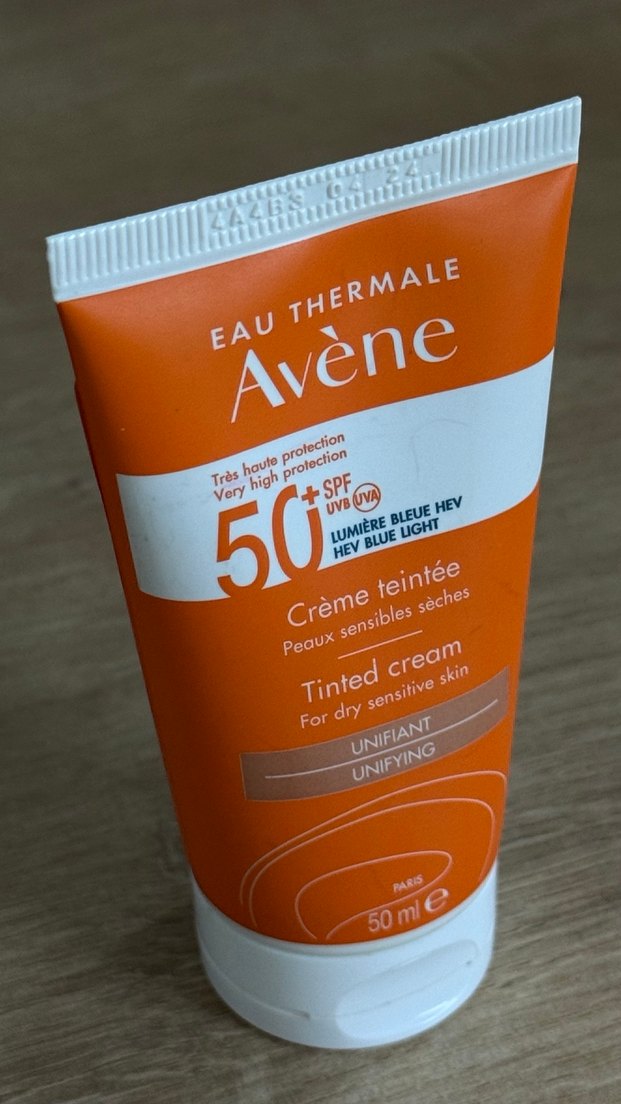 4A4BS 04 24
EAU THERMALE
Avène
Très haute protection
Very high protection
50+ SPF
UVB UVA
LUMIÈRE BLEUE HEV
HEV BLUE LIGHT
Crème teintée
Peaux sensibles sèches
Tinted cream
For dry sensitive skin
UNIFIANT
UNIFYING
PARIS
50 ml ℮